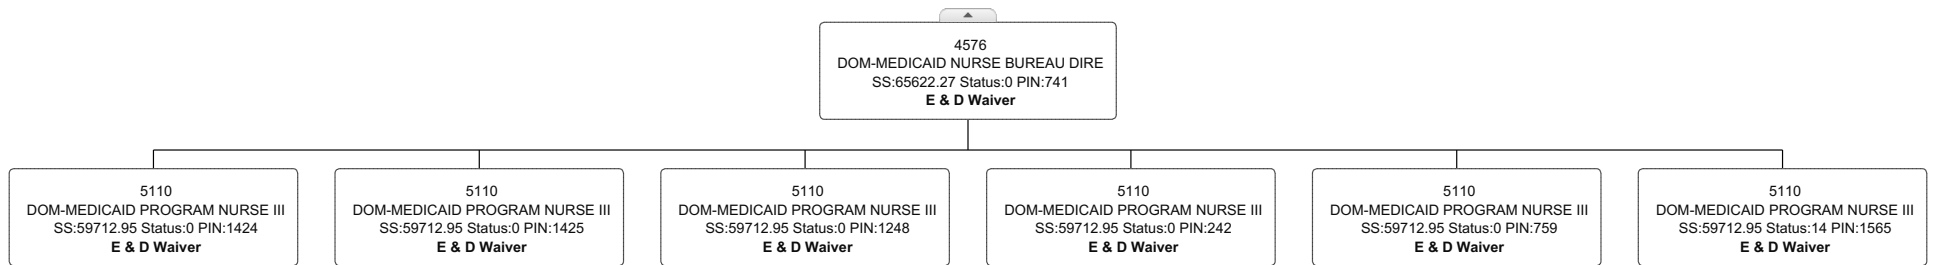 4576
DOM-MEDICAID NURSE BUREAU DIRE
SS:65622.27 Status:0 PIN:741
E & D Waiver
5110
DOM-MEDICAID PROGRAM NURSE III
SS:59712.95 Status:0 PIN:1424
E & D Waiver
5110
DOM-MEDICAID PROGRAM NURSE III
SS:59712.95 Status:0 PIN:1425
E & D Waiver
5110
DOM-MEDICAID PROGRAM NURSE III
SS:59712.95 Status:0 PIN:1248
E & D Waiver
5110
DOM-MEDICAID PROGRAM NURSE III
SS:59712.95 Status:0 PIN:242
E & D Waiver
5110
DOM-MEDICAID PROGRAM NURSE III
SS:59712.95 Status:0 PIN:759
E & D Waiver
5110
DOM-MEDICAID PROGRAM NURSE III
SS:59712.95 Status:14 PIN:1565
E & D Waiver